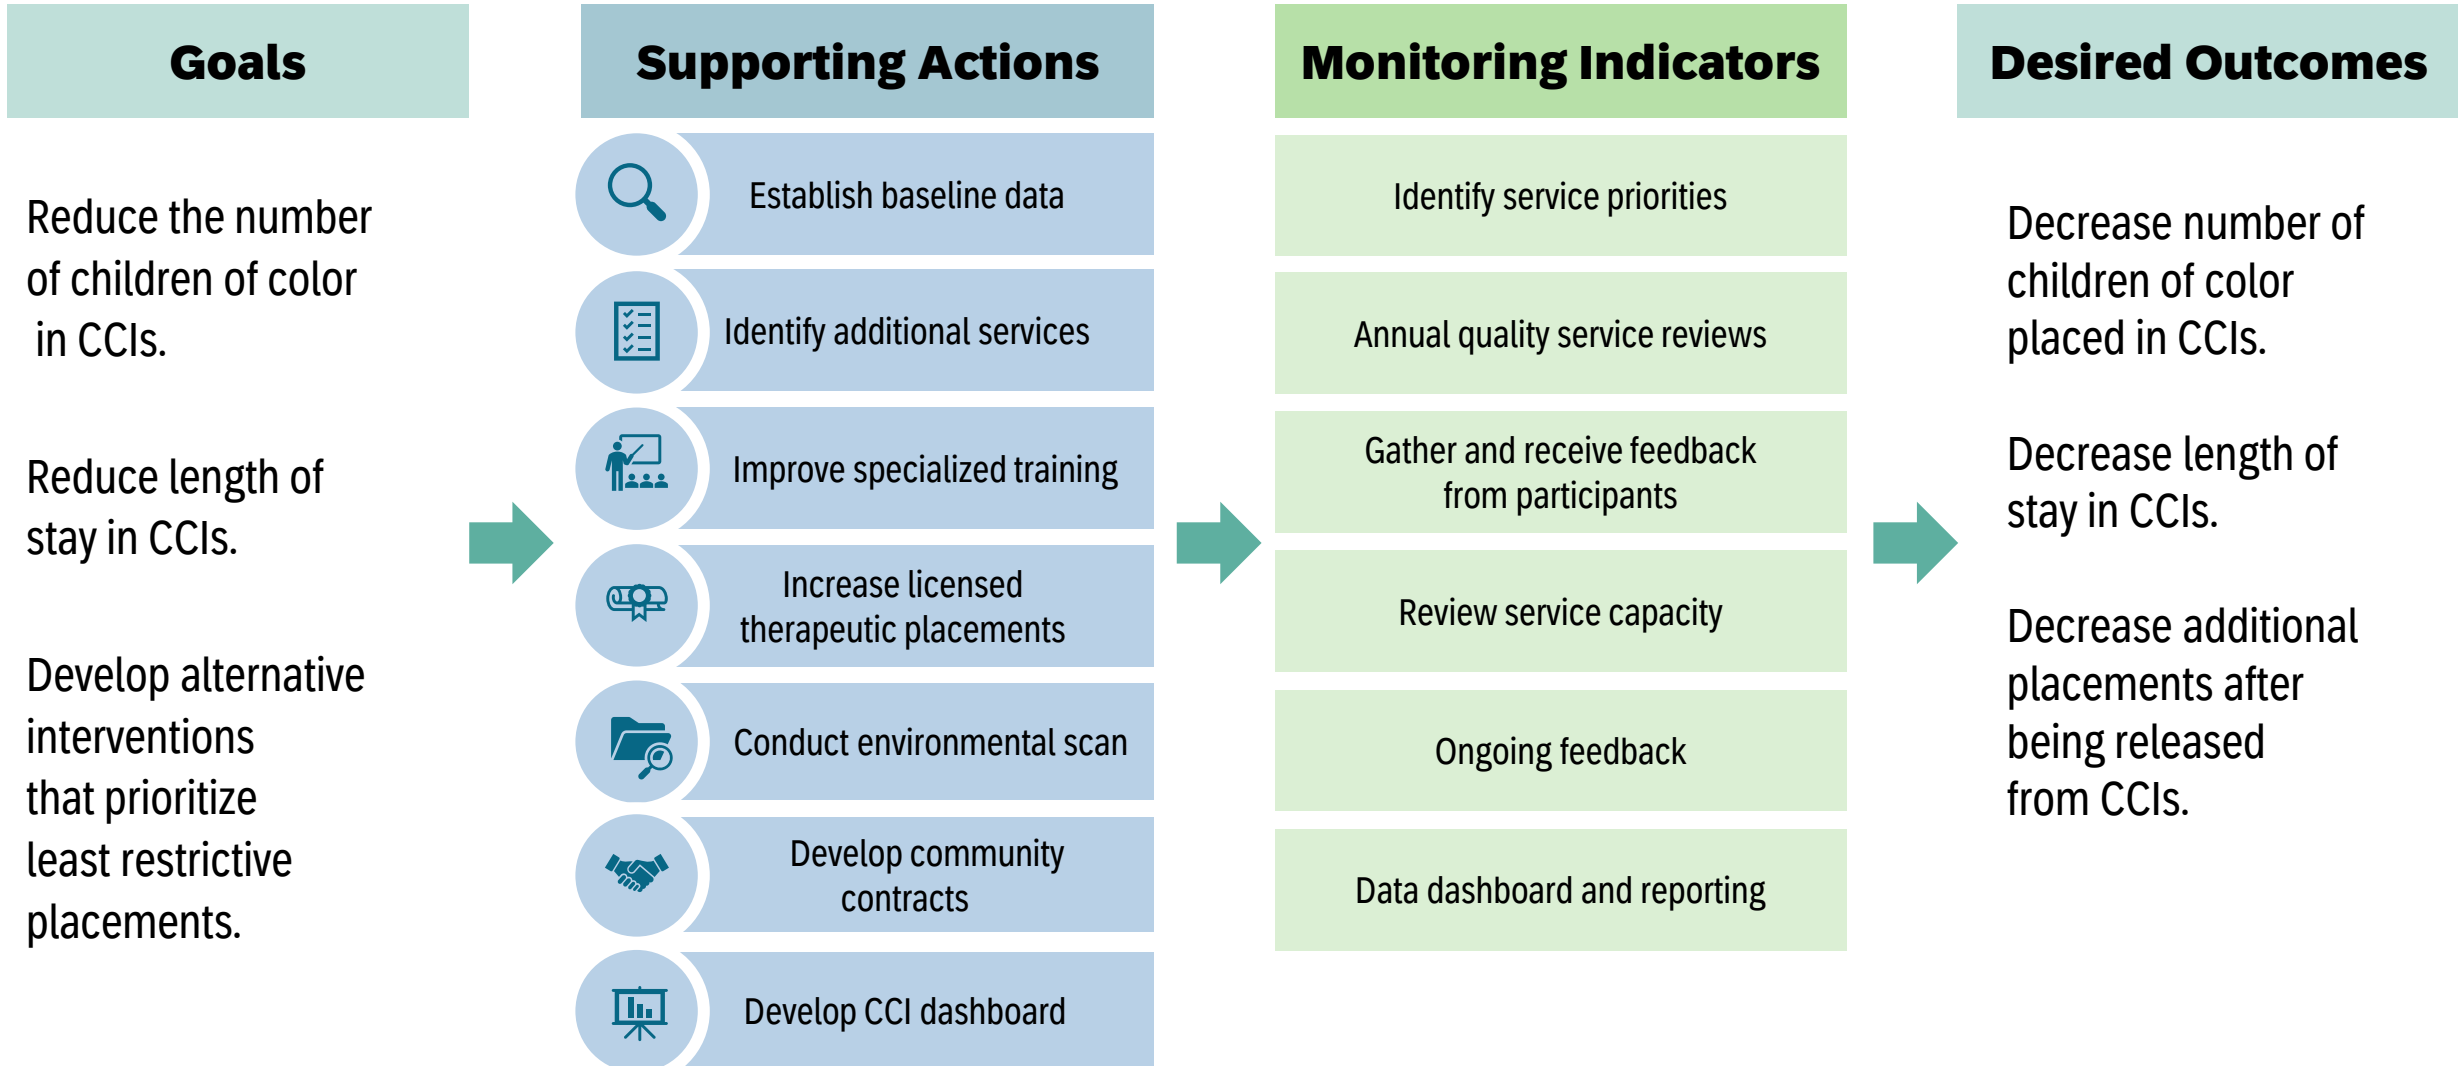 Goals
Reduce the number
of children of color
in CCIs.
Reduce length of
stay in CCIs.
Develop alternative
interventions
that prioritize
least restrictive
placements.
Supporting Actions
Establish baseline data
Identify additional services
Improve specialized training
Increase licensed
therapeutic placements
Conduct environmental scan
Develop community
contracts
Develop CCI dashboard
Monitoring Indicators
Identify service priorities
Annual quality service reviews
Gather and receive feedback
from participants
Review service capacity
Ongoing feedback
Data dashboard and reporting
Desired Outcomes
Decrease number of
children of color
placed in CCIs.
Decrease length of
stay in CCIs.
Decrease additional
placements after
being released
from CCIs.